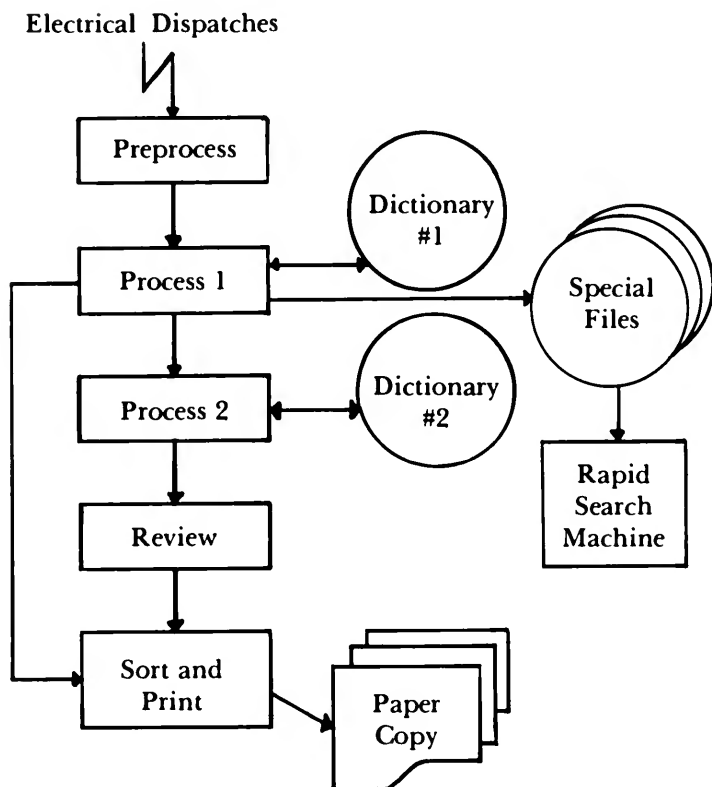 Electrical Dispatches
Preprocess
Dictionary
#1
Process 1
Special
Files
Process 2
Dictionary
#2
Rapid
Search
Machine
Review
Sort and
Print
Paper
Copy